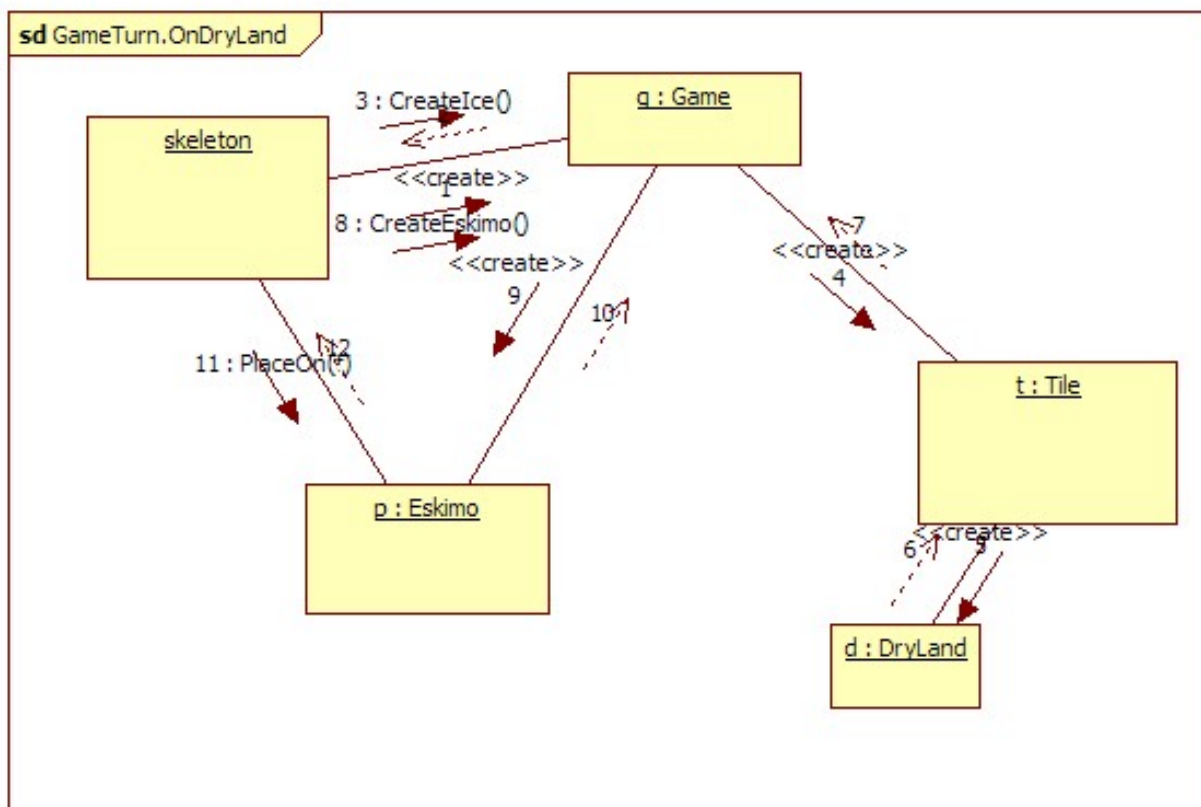 sd GameTurn.OnDryLand
3 : CreateIce()
g : Game
skeleton
<<create>>
1
8 : CreateEskimo()
<<create>>
9
10
7
<<create>>
4
11 : PlaceOn()
12
t : Tile
p : Eskimo
<<create>>
6
5
d : DryLand